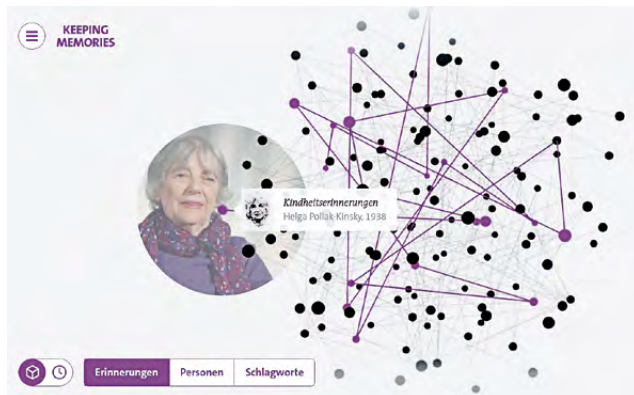 KEEPING
MEMORIES
Kindheitserinnerungen
Helga Pollak-Kinsky, 1938
Erinnerungen
Personen
Schlagworte